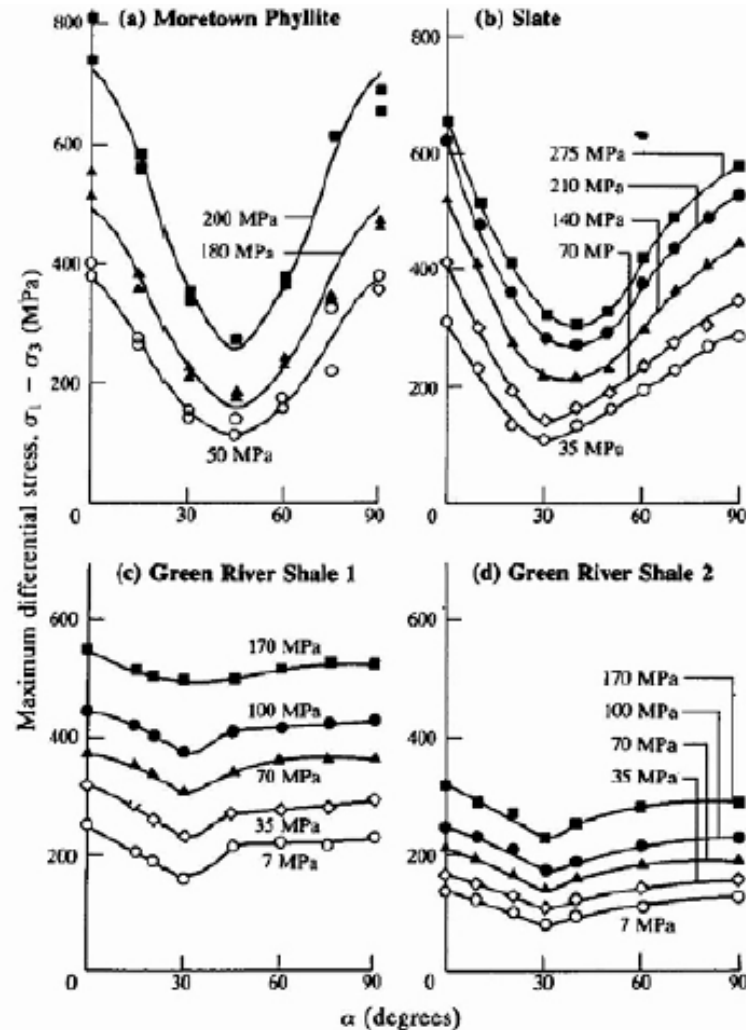 (a) Moretown Phyllite
(b) Slate
800
600
400
200
0
30
60
90
200 MPa
180 MPa
50 MPa
600
400
200
0
30
60
90
275 MPa
210 MPa
140 MPa
70 MP
35 MPa
Maximum differential stress, σ1 − σ3 (MPa)
(c) Green River Shale 1
(d) Green River Shale 2
600
400
200
0
30
60
90
170 MPa
100 MPa
70 MPa
35 MPa
7 MPa
600
400
200
0
30
60
90
170 MPa
100 MPa
70 MPa
35 MPa
7 MPa
α (degrees)